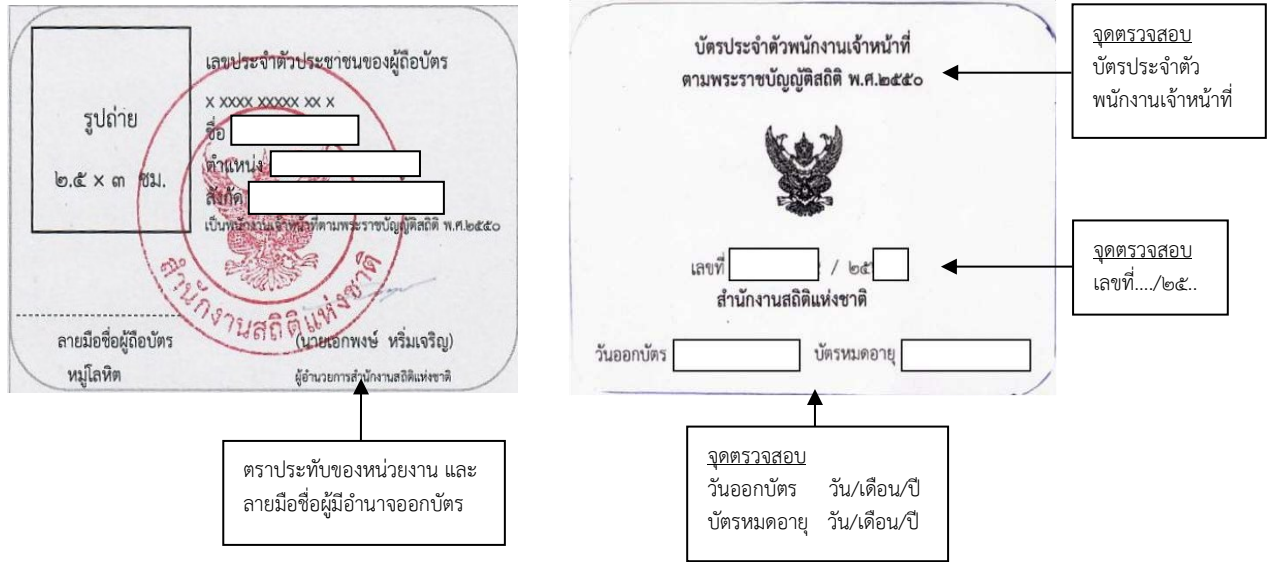 เลขประจำตัวประชาชนของผู้ถือบัตร
x xxxx xxxxx xx x
รูปถ่าย
๒.๕ × ๓ ซม.
ชื่อ
ตำแหน่ง
สังกัด
เป็นพนักงานเจ้าหน้าที่ตามพระราชบัญญัติสถิติ พ.ศ.๒๕๕๐
สำนักงานสถิติแห่งชาติ
ลายมือชื่อผู้ถือบัตร
(นายเอกพงษ์ หริ่มเจริญ)
หมู่โลหิต
ผู้อำนวยการสำนักงานสถิติแห่งชาติ
ตราประทับของหน่วยงาน และ
ลายมือชื่อผู้มีอำนาจออกบัตร
บัตรประจำตัวพนักงานเจ้าหน้าที่
ตามพระราชบัญญัติสถิติ พ.ศ.๒๕๕๐
เลขที่ / ๒๕
สำนักงานสถิติแห่งชาติ
วันออกบัตร บัตรหมดอายุ
จุดตรวจสอบ
บัตรประจำตัว
พนักงานเจ้าหน้าที่
จุดตรวจสอบ
เลขที่..../๒๕..
จุดตรวจสอบ
วันออกบัตร วัน/เดือน/ปี
บัตรหมดอายุ วัน/เดือน/ปี